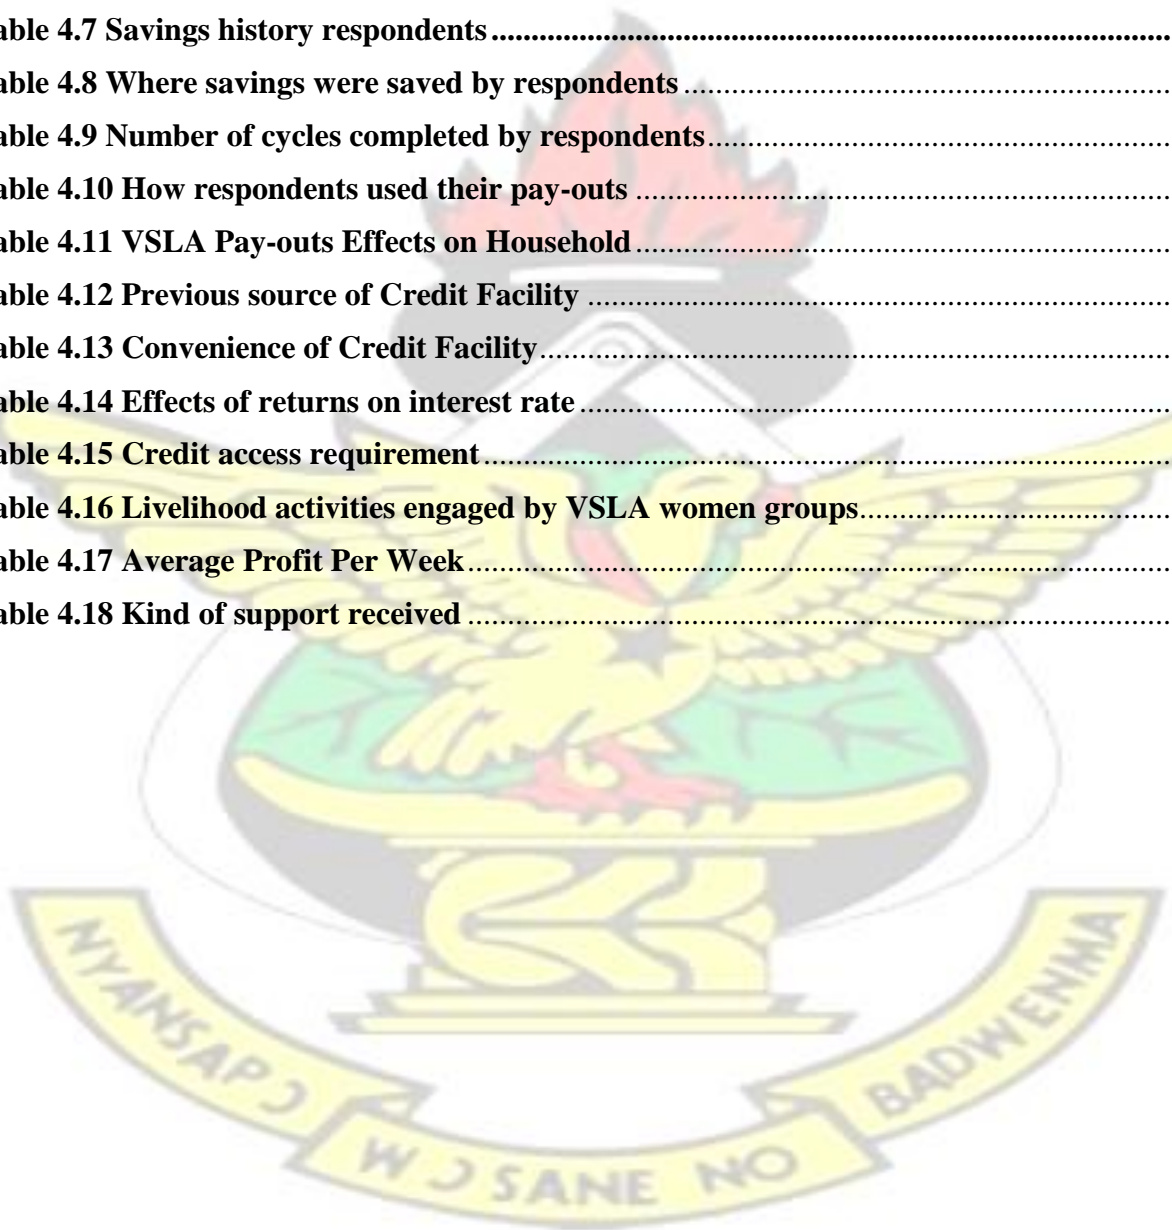 able 4.7 Savings history respondents..........................................................................................
able 4.8 Where savings were saved by respondents ..................................................................
able 4.9 Number of cycles completed by respondents...............................................................
able 4.10 How respondents used their pay-outs ........................................................................
able 4.11 VSLA Pay-outs Effects on Household.....................................................................
able 4.12 Previous source of Credit Facility ..............................................................................
able 4.13 Convenience of Credit Facility....................................................................................
able 4.14 Effects of returns on interest rate...............................................................................
able 4.15 Credit access requirement...........................................................................................
able 4.16 Livelihood activities engaged by VSLA women groups..........................................
able 4.17 Average Profit Per Week.............................................................................................
able 4.18 Kind of support received .............................................................................................
NYANSAPƆ
WƆSANE NO
BADWENMA